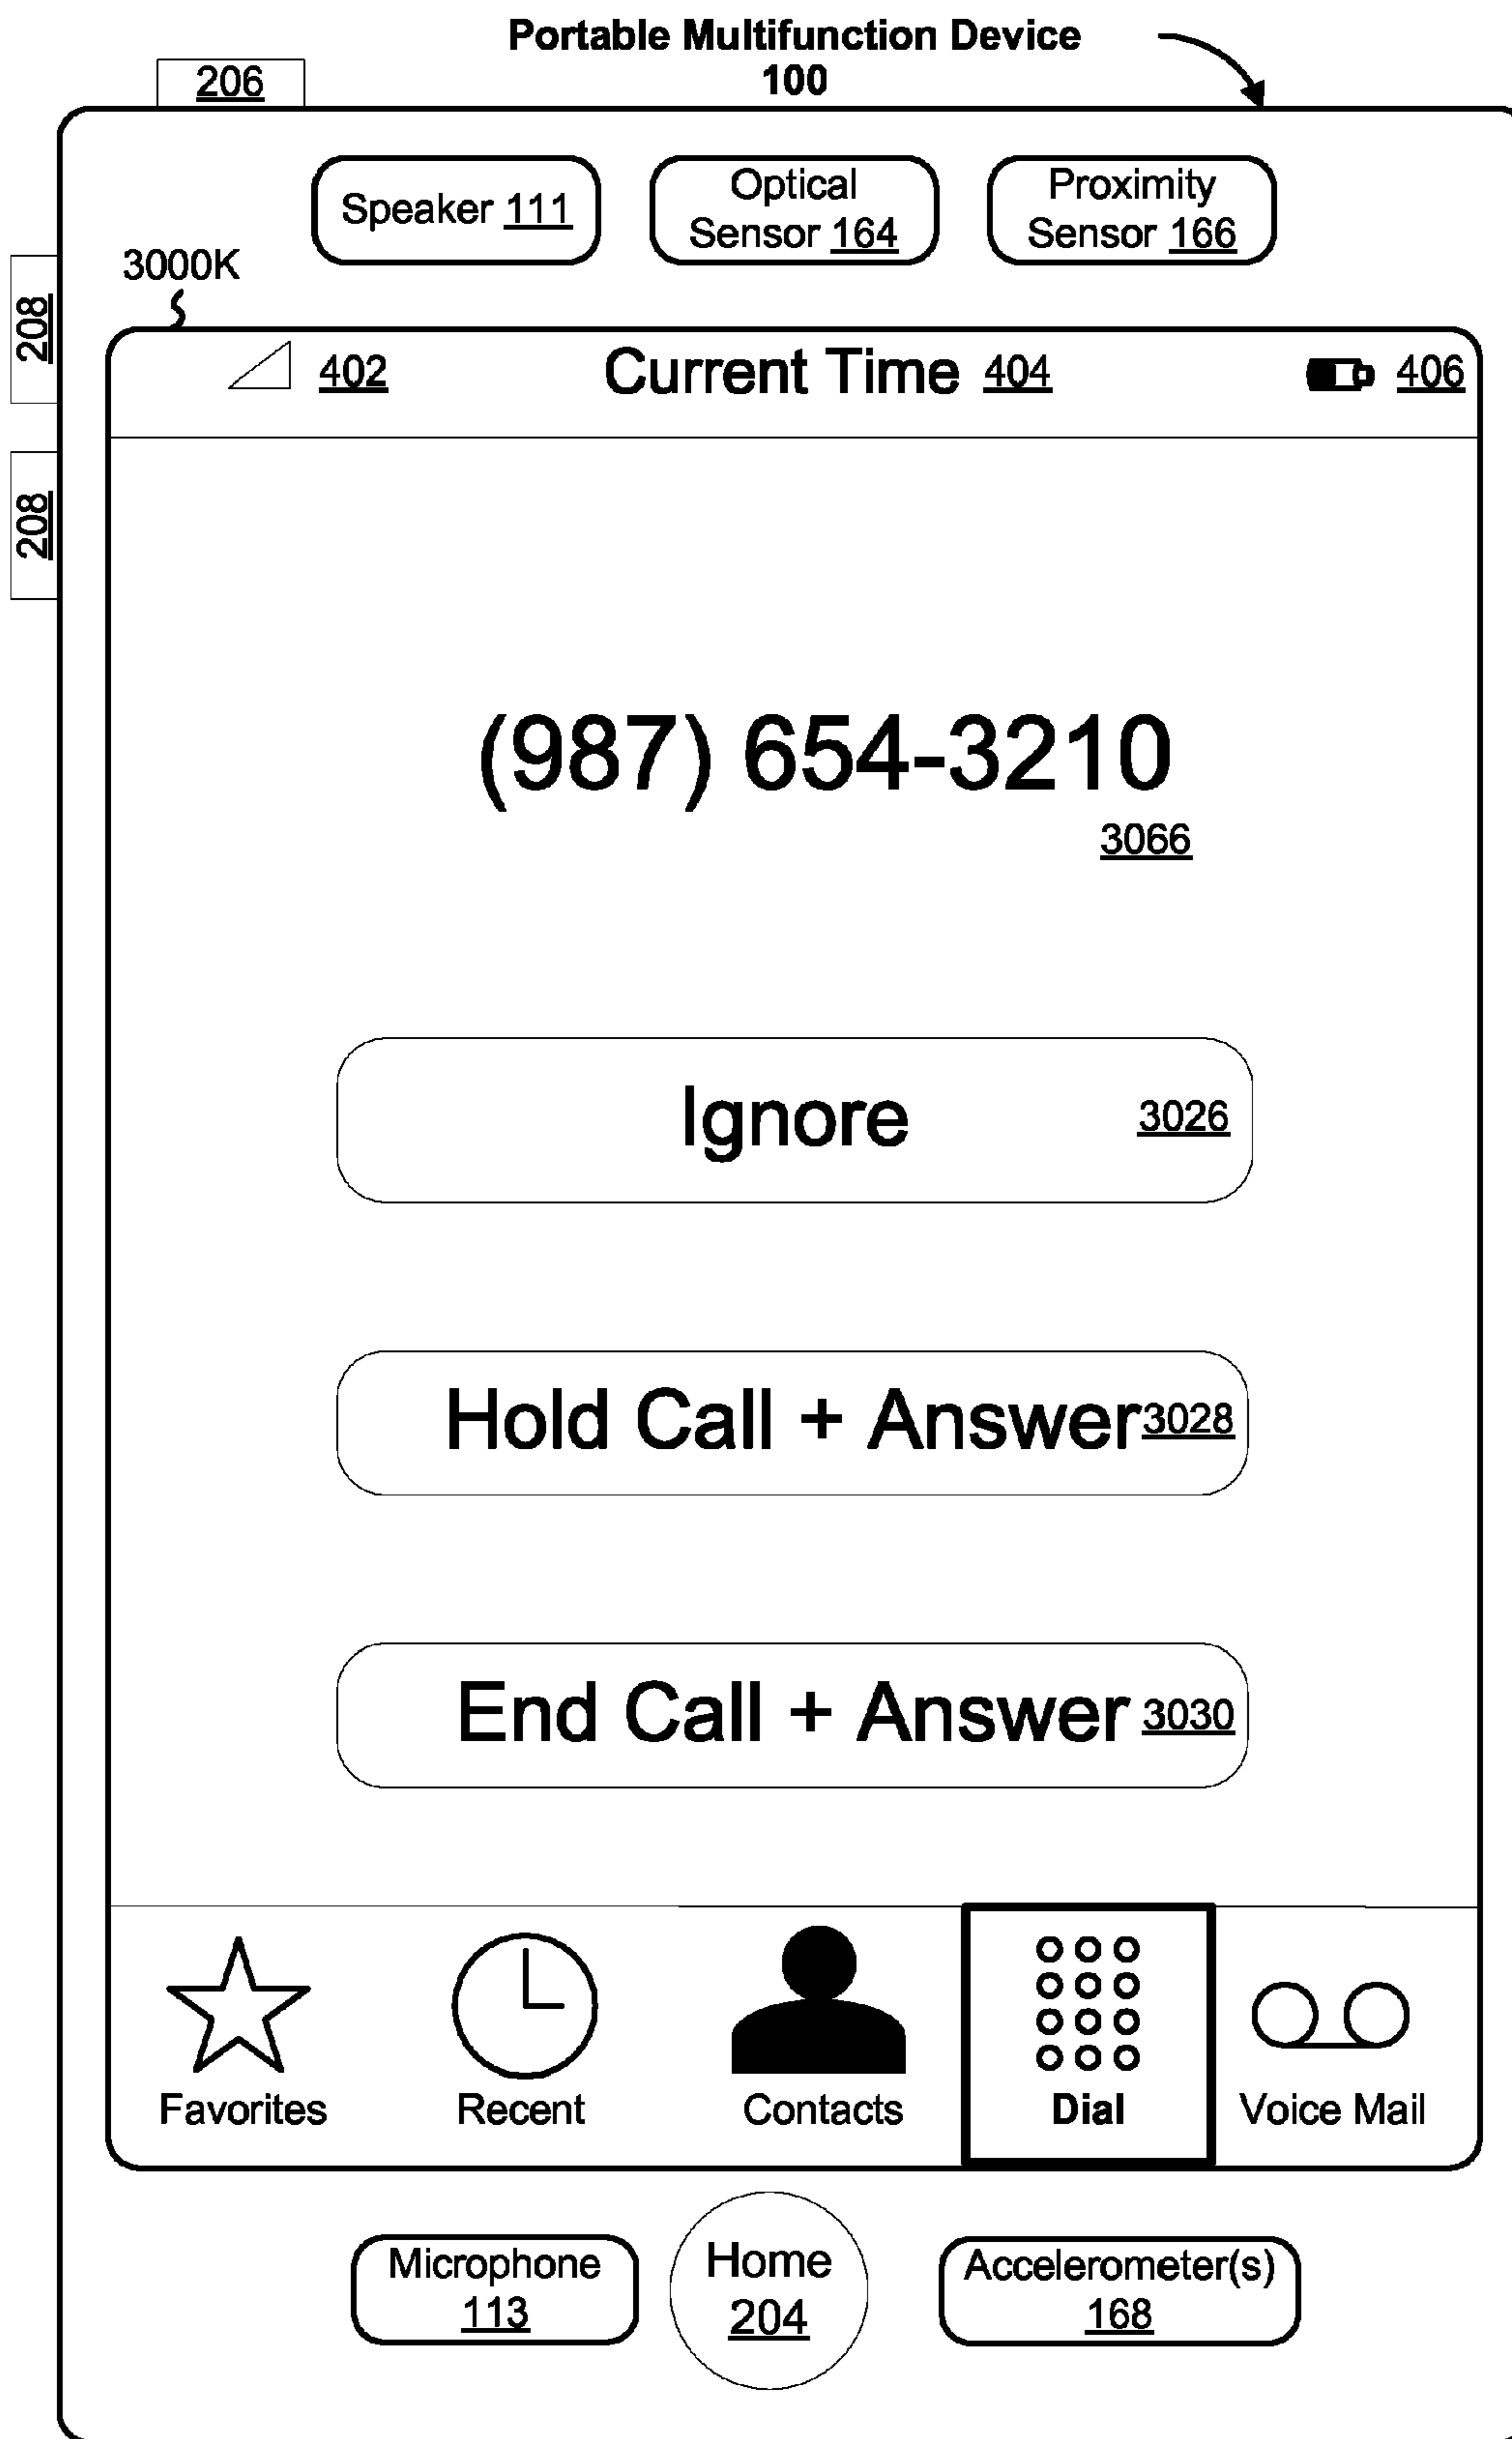 Portable Multifunction Device
100
206
Speaker 111
Optical
Sensor 164
Proximity
Sensor 166
3000K
208
208
402
Current Time 404
406
(987) 654-3210
3066
Ignore 3026
Hold Call + Answer 3028
End Call + Answer 3030
Favorites
Recent
Contacts
Dial
Voice Mail
Microphone
113
Home
204
Accelerometer(s)
168